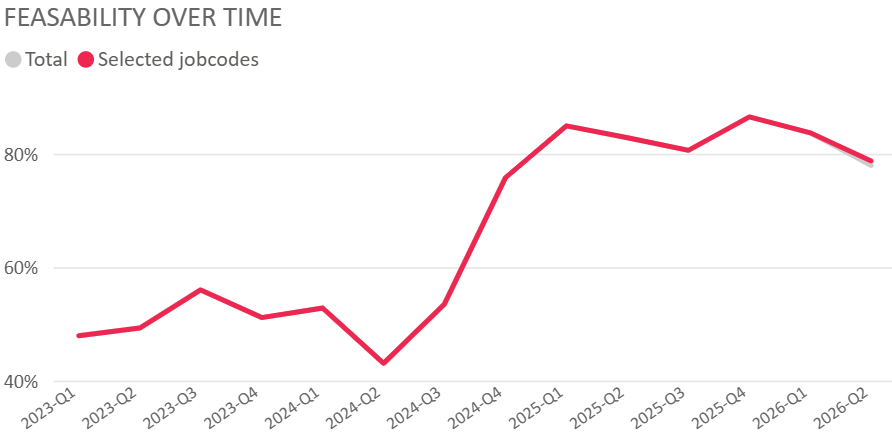 FEASABILITY OVER TIME
Total Selected jobcodes
80%
60%
40%
2023-Q1
2023-Q2
2023-Q3
2023-Q4
2024-Q1
2024-Q2
2024-Q3
2024-Q4
2025-Q1
2025-Q2
2025-Q3
2025-Q4
2026-Q1
2026-Q2